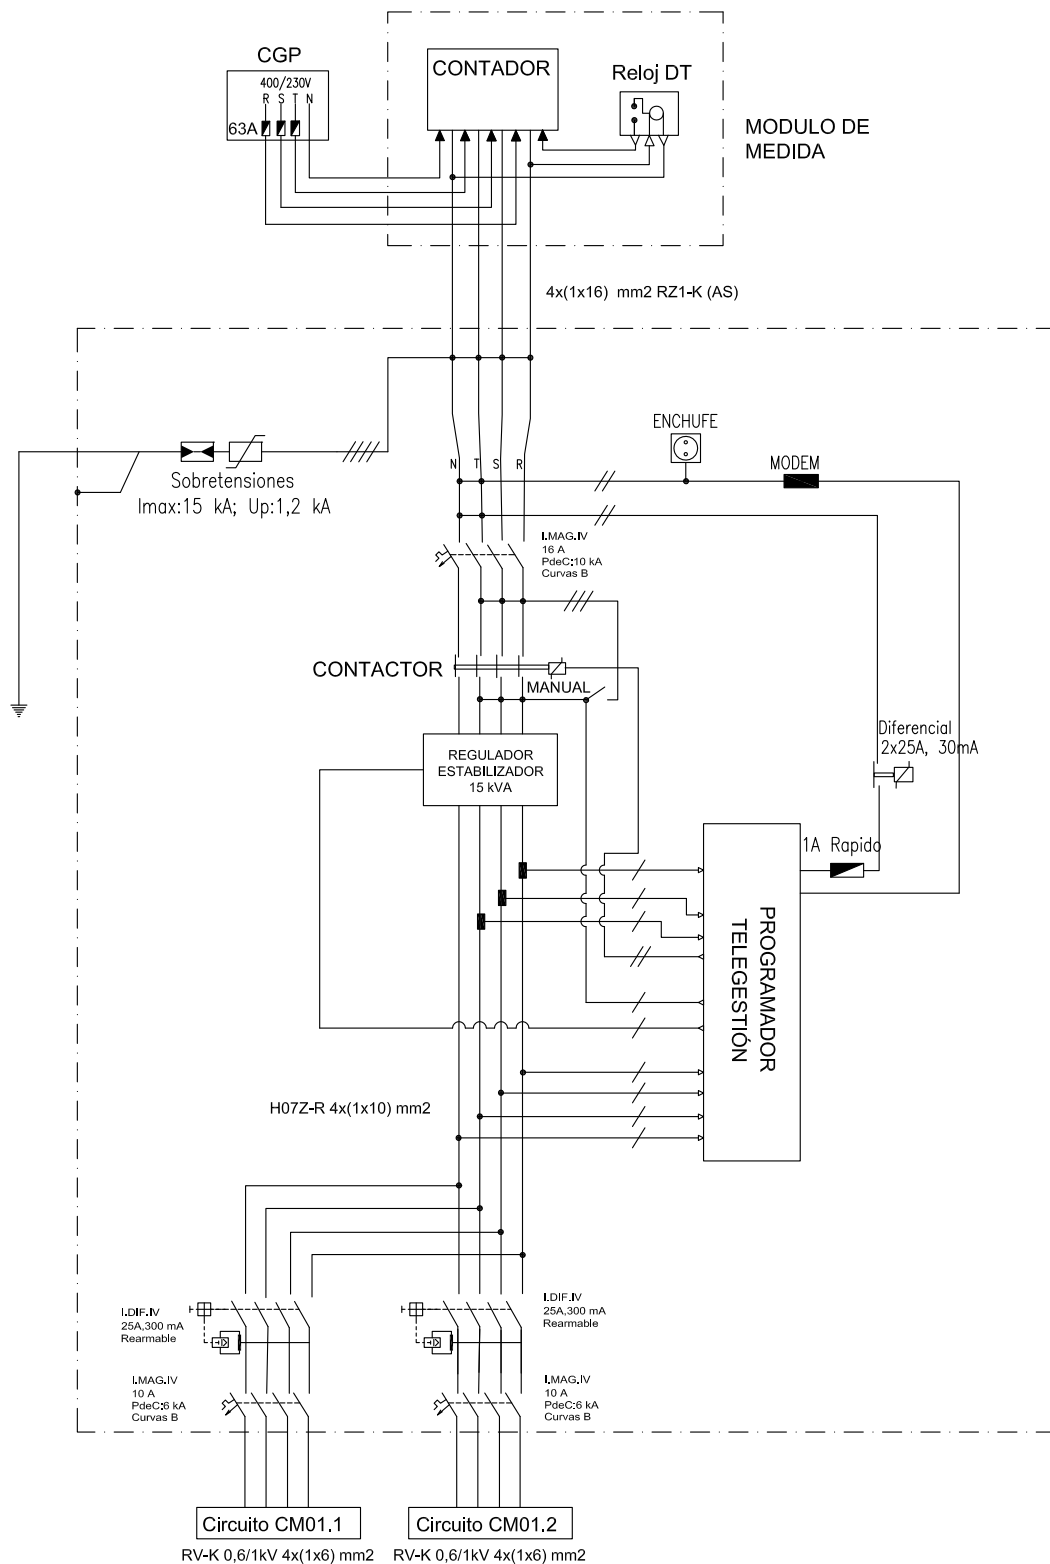 CGP
400/230V
R S T N
63A
CONTADOR
Reloj DT
MODULO DE
MEDIDA
4x(1x16) mm2 RZ1-K (AS)
ENCHUFE
MODEM
N T S R
Sobretensiones
Imax:15 kA; Up:1,2 kA
I.MAG.IV
16 A
PdeC:10 kA
Curvas B
CONTACTOR
MANUAL
REGULADOR
ESTABILIZADOR
15 kVA
Diferencial
2x25A, 30mA
1A Rapido
PROGRAMADOR
TELEGESTIÓN
H07Z-R 4x(1x10) mm2
I.DIF.IV
25A,300 mA
Rearmable
I.DIF.IV
25A,300 mA
Rearmable
I.MAG.IV
10 A
PdeC:6 kA
Curvas B
I.MAG.IV
10 A
PdeC:6 kA
Curvas B
Circuito CM01.1
Circuito CM01.2
RV-K 0,6/1kV 4x(1x6) mm2
RV-K 0,6/1kV 4x(1x6) mm2